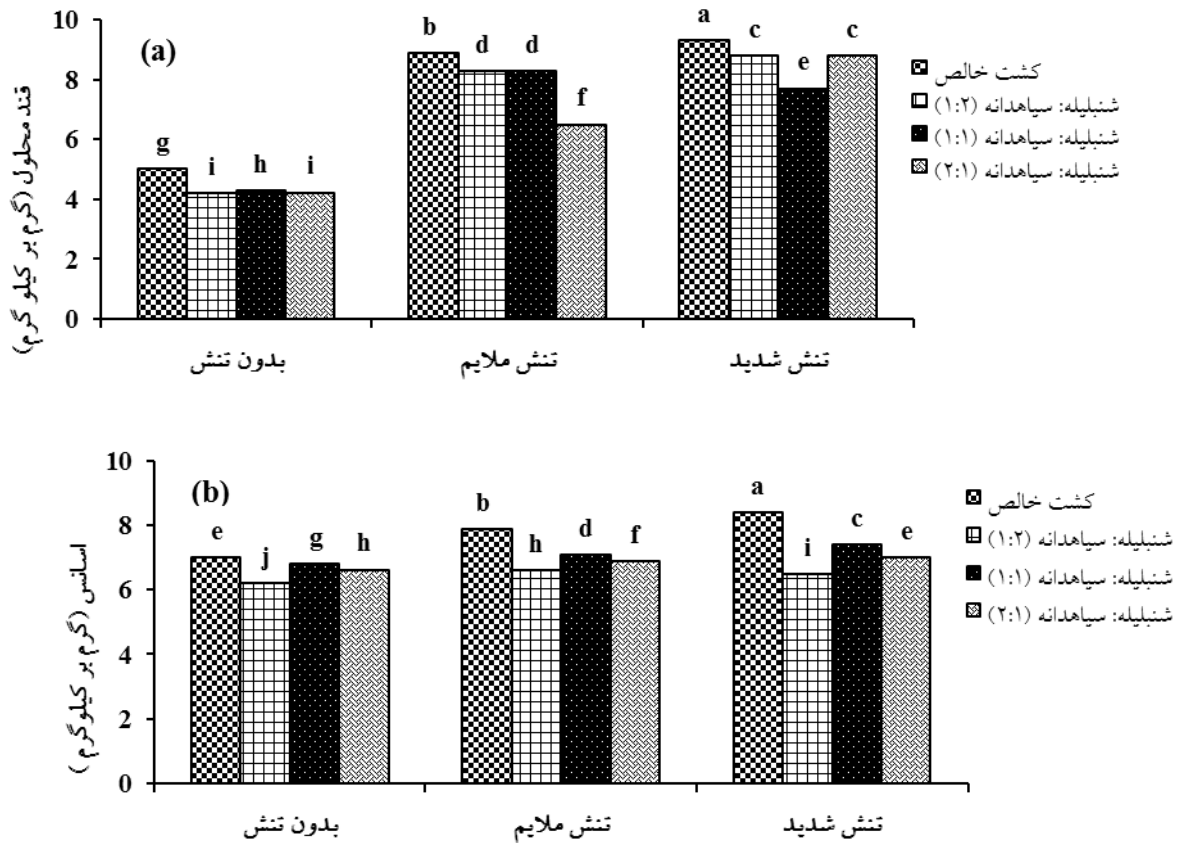 10
8
6
4
2
0
قند محلول (گرم بر کیلو گرم)
(a)
g i h i
b d d f
a c e c
بدون تنش
تنش ملایم
تنش شدید
کشت خالص
شنبلیله: سیاهدانه (۱:۲)
شنبلیله: سیاهدانه (۱:۱)
شنبلیله: سیاهدانه (۲:۱)
10
8
6
4
2
0
اسانس (گرم بر کیلوگرم )
(b)
e j g h
b h d f
a i c e
بدون تنش
تنش ملایم
تنش شدید
کشت خالص
شنبلیله: سیاهدانه (۱:۲)
شنبلیله: سیاهدانه (۱:۱)
شنبلیله: سیاهدانه (۲:۱)